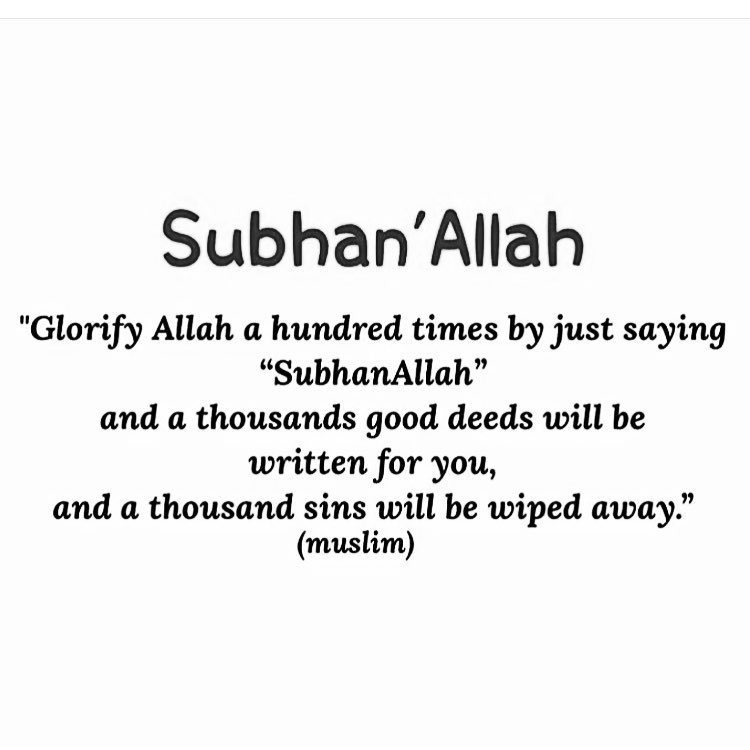 Subhan'Allah
"Glorify Allah a hundred times by just saying
“SubhanAllah”
and a thousands good deeds will be
written for you,
and a thousand sins will be wiped away.”
(muslim)